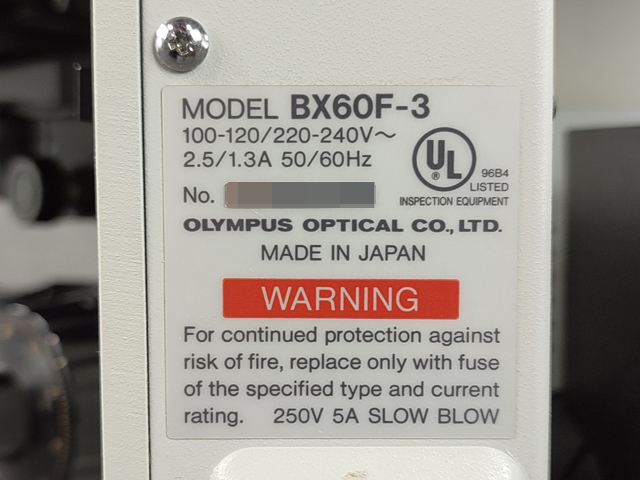 MODEL BX60F-3
100-120/220-240V~
2.5/1.3A 50/60Hz
UL
®
96B4
LISTED
INSPECTION EQUIPMENT
No.
OLYMPUS OPTICAL CO., LTD.
MADE IN JAPAN
WARNING
For continued protection against
risk of fire, replace only with fuse
of the specified type and current
rating. 250V 5A SLOW BLOW